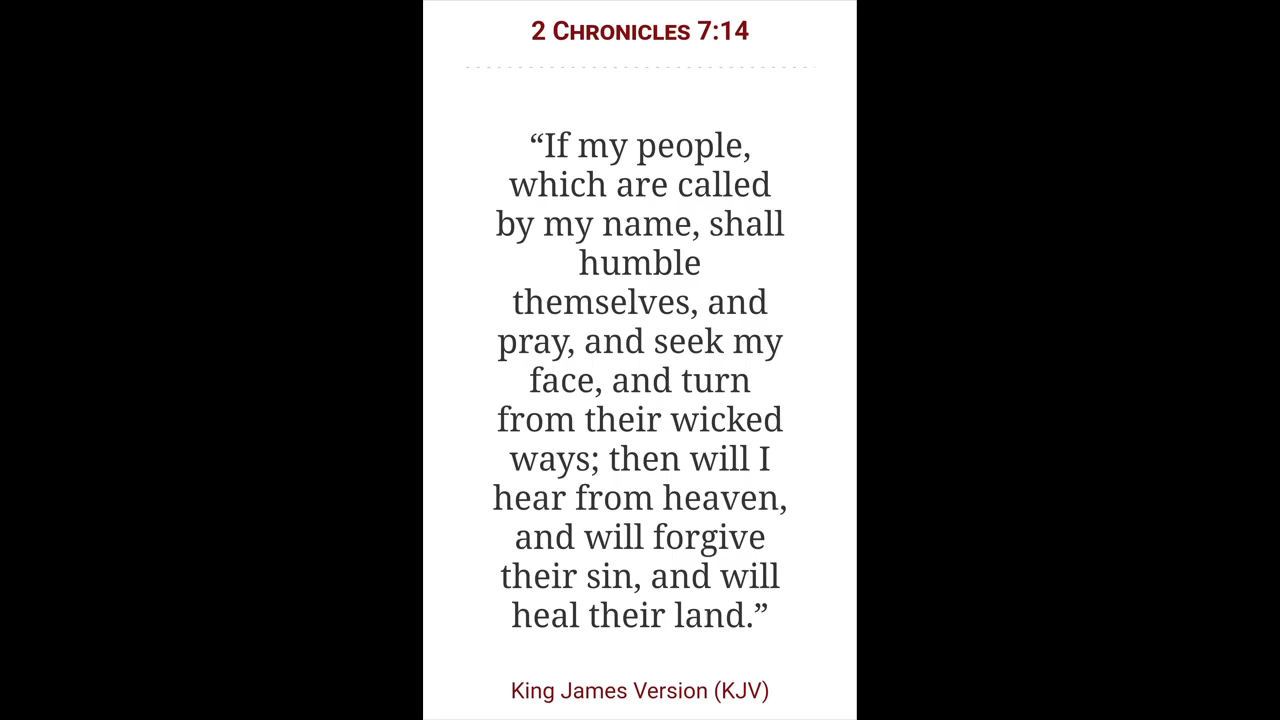 2 Chronicles 7:14
“If my people,
which are called
by my name, shall
humble
themselves, and
pray, and seek my
face, and turn
from their wicked
ways; then will I
hear from heaven,
and will forgive
their sin, and will
heal their land.”
King James Version (KJV)